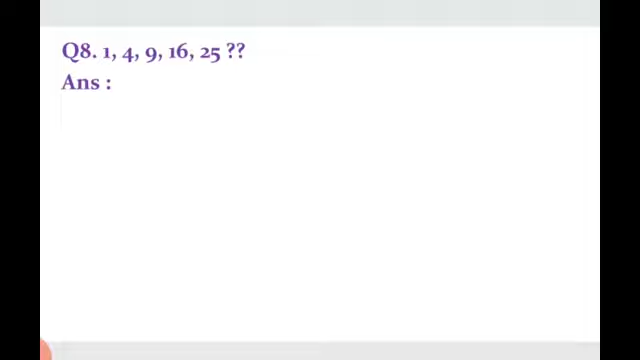 Q8. 1, 4, 9, 16, 25 ??
Ans :